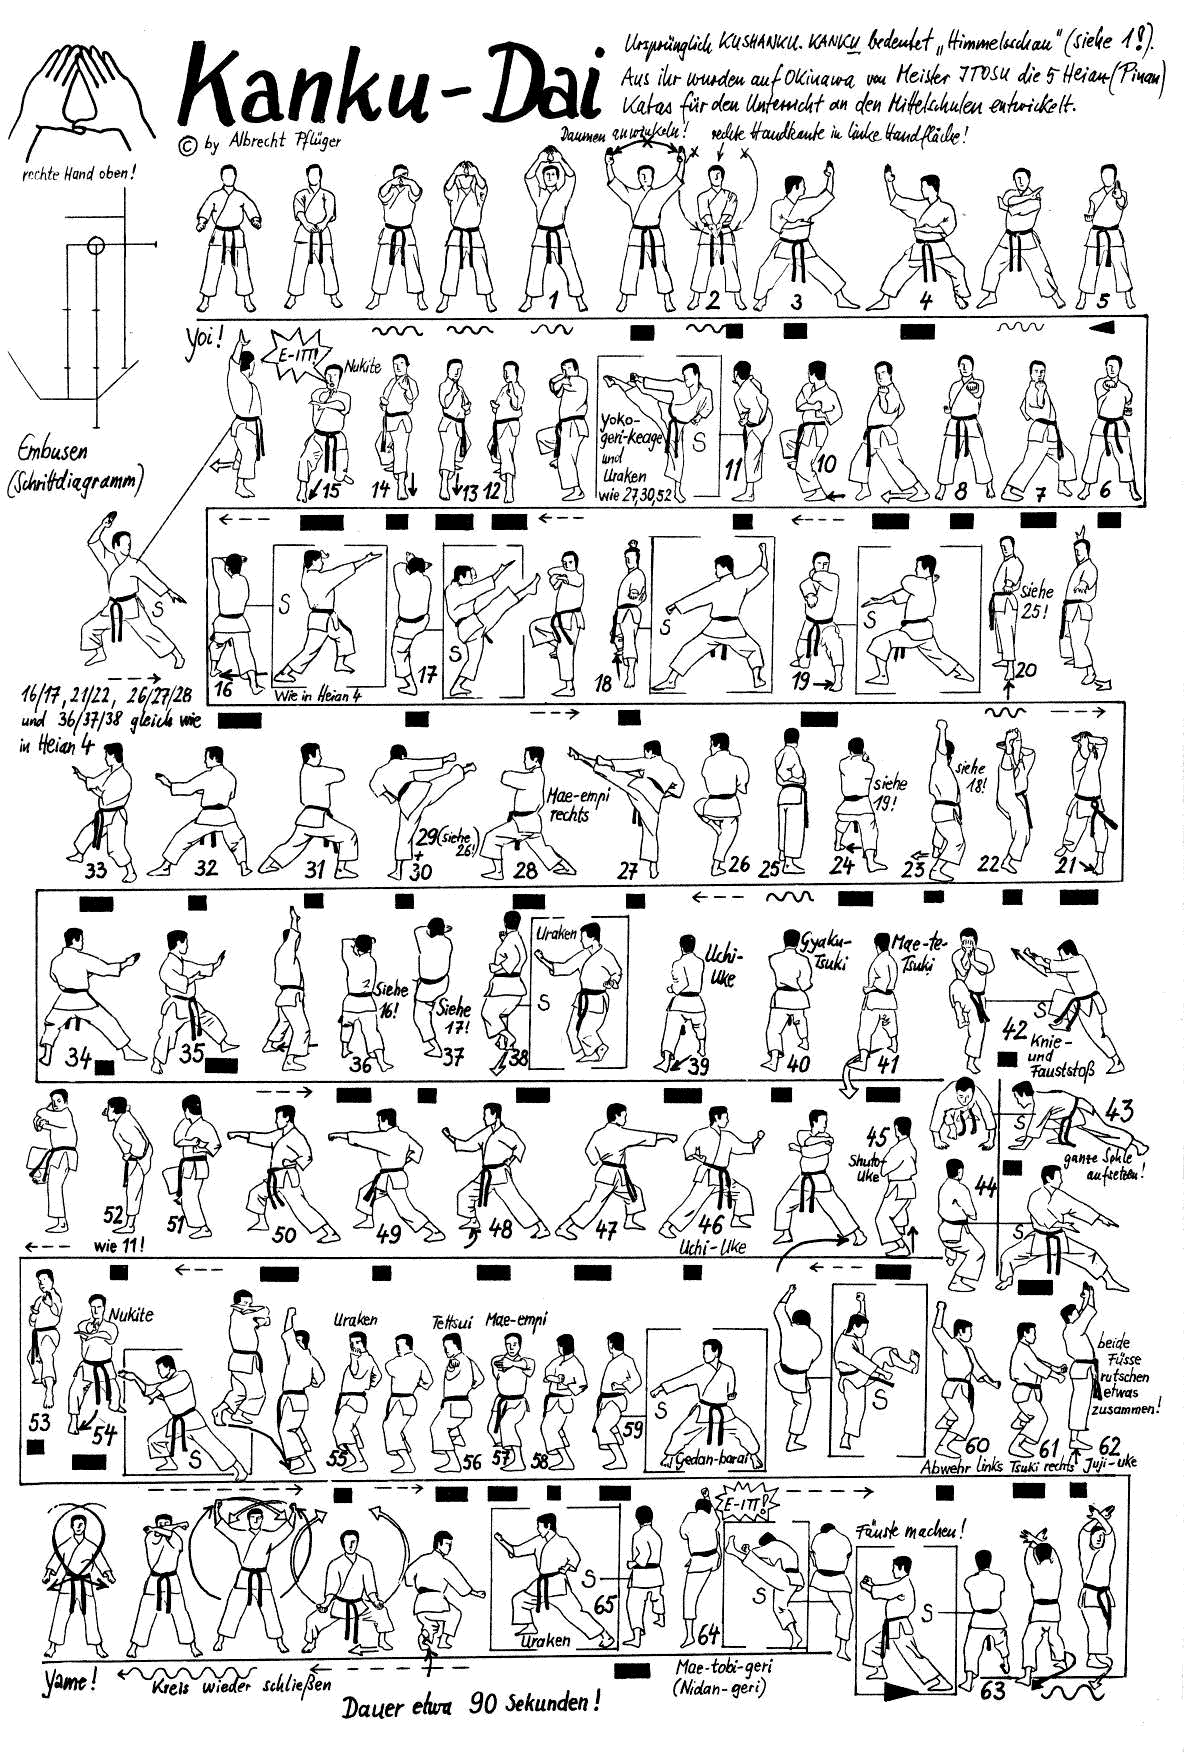 Kanku-Dai
© by Albrecht Pflüger
Ursprünglich KUSHANKU. KANKU bedeutet „Himmelsschau" (siehe 1!).
Aus ihr wurden auf Okinawa von Meister ITOSU die 5 Heian (Pinan)
Katas für den Unterricht an den Mittelschulen entwickelt.
rechte Hand oben!
Daumen anwinkeln!
rechte Handkante in linke Handfläche!
1 2 3 4 5
Yoi!
E-ITT!
Nukite
Yoko-
geri-keage
und
Uraken
wie 27,30,52
S
15 14 13 12 11 10 8 7 6
Embusen
(Schrittdiagramm)
S
S
Wie in Heian 4
S
S
S
siehe
25!
16 17 18 19 20
16/17, 21/22, 26/27/28
und 36/37/38 gleich wie
in Heian 4
Mae-empi
rechts
29 (siehe
26!)
+
30
siehe
19!
siehe
18!
33 32 31 28 27 26 25 24 23 22 21
Siehe
16!
Siehe
17!
Uraken
S
Uchi-
Uke
Gyaku-
Tsuki
Mae-te-
Tsuki
S
42 Knie-
und
Fauststoß
34 35 36 37 38 39 40 41
43
S
ganze Sohle
aufsetzen!
45
Shuto-
Uke
44
S
52 51 50 49 48 47 46
wie 11!
Uchi-Uke
Nukite
S
Uraken
Tettsui
Mae-empi
S
Gedan-barai
S
beide
Füsse
rutschen
etwas
zusammen!
53 54 55 56 57 58 59 60 61 62
Abwehr links
Tsuki rechts
Juji-uke
E-ITT!
Fäuste machen!
S
S
S
Uraken
65 64 63
Yame!
Kreis wieder schließen
Mae-tobi-geri
(Nidan-geri)
Dauer etwa 90 Sekunden!